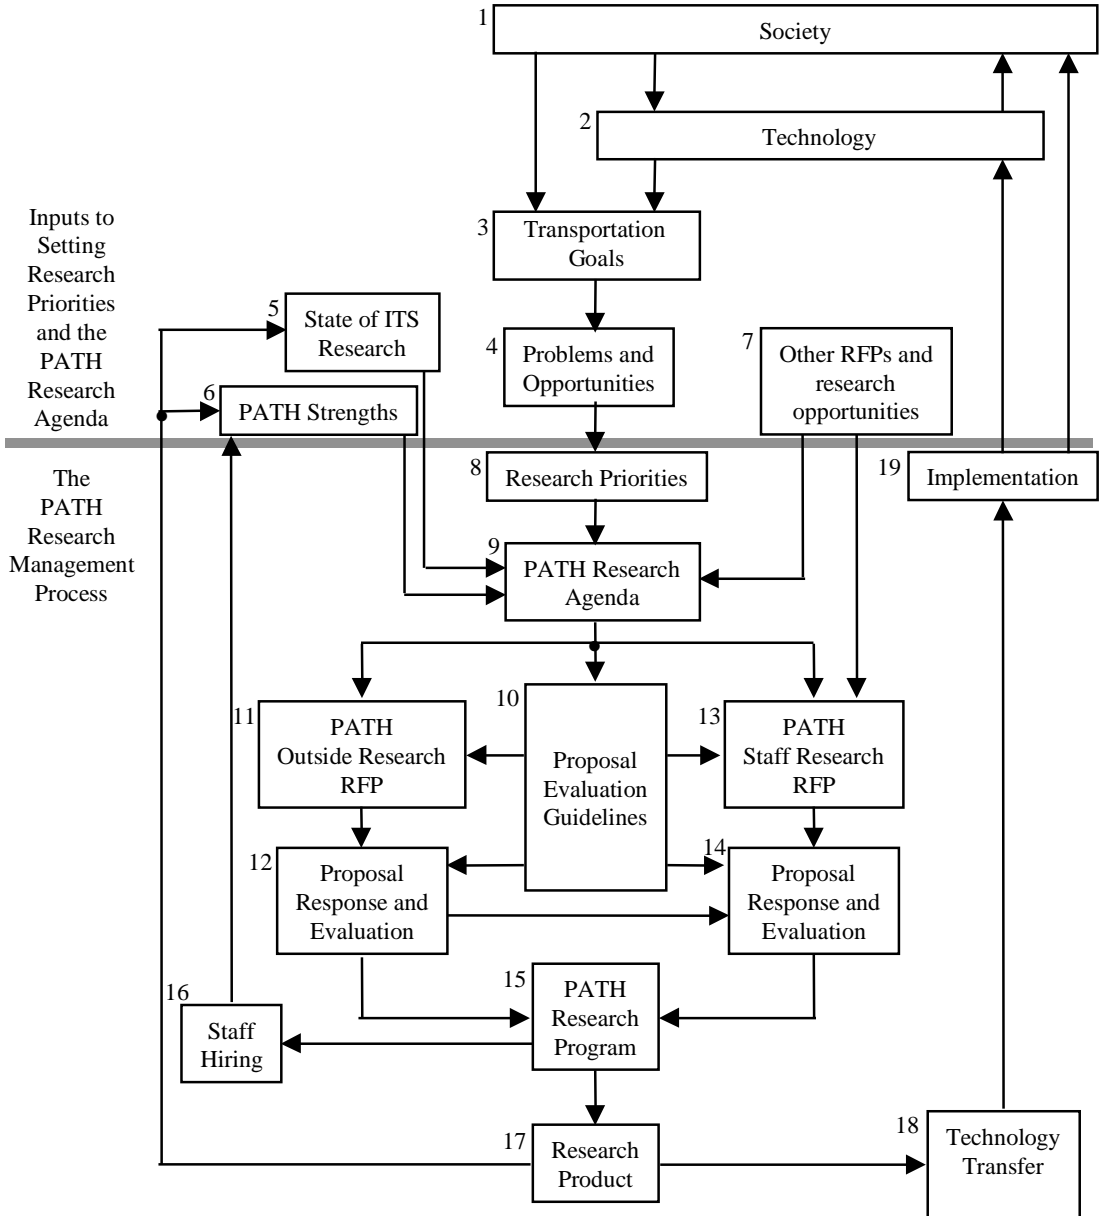 1
Society
2
Technology
Inputs to
Setting
Research
Priorities
and the
PATH
Research
Agenda
3
Transportation
Goals
5
State of ITS
Research
4
Problems and
Opportunities
7
Other RFPs and
research
opportunities
6
PATH Strengths
The
PATH
Research
Management
Process
8
Research Priorities
19
Implementation
9
PATH Research
Agenda
11
PATH
Outside Research
RFP
10
Proposal
Evaluation
Guidelines
13
PATH
Staff Research
RFP
12
Proposal
Response and
Evaluation
14
Proposal
Response and
Evaluation
15
PATH
Research
Program
16
Staff
Hiring
17
Research
Product
18
Technology
Transfer